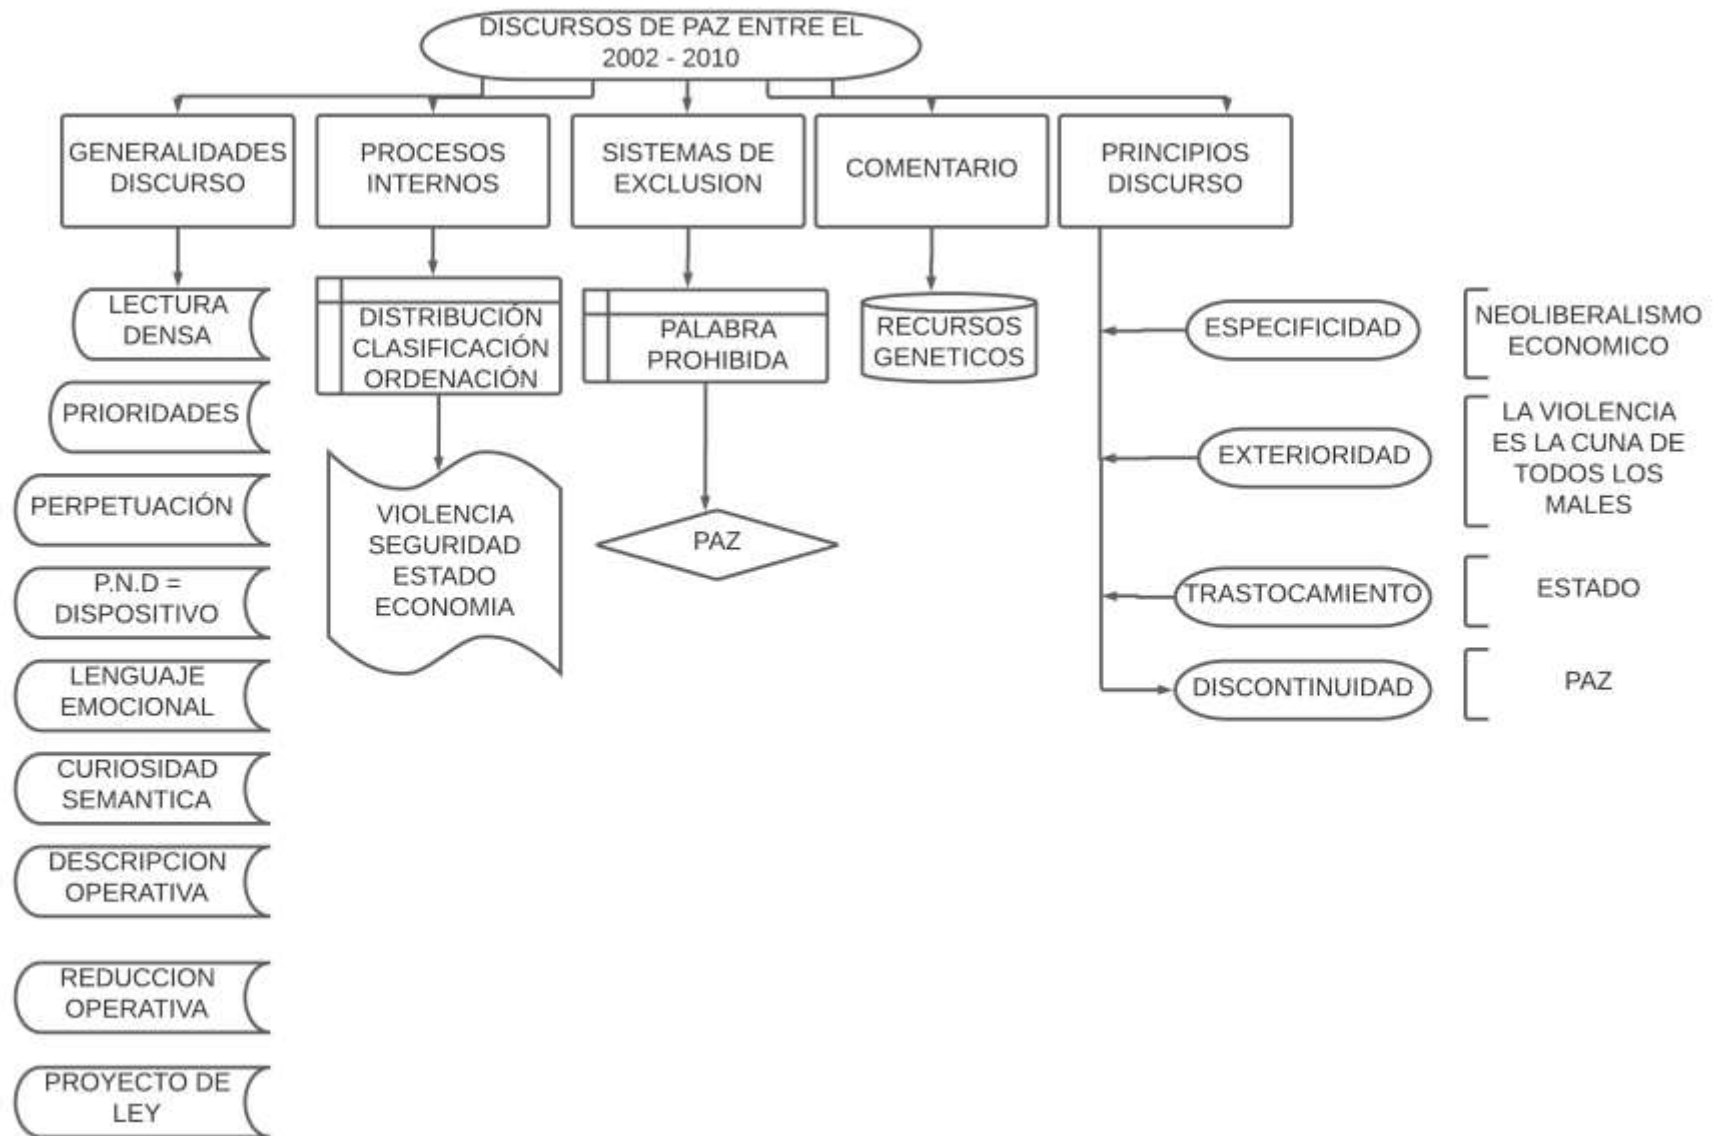 DISCURSOS DE PAZ ENTRE EL
2002 - 2010
GENERALIDADES
DISCURSO
PROCESOS
INTERNOS
SISTEMAS DE
EXCLUSION
COMENTARIO
PRINCIPIOS
DISCURSO
LECTURA
DENSA
PRIORIDADES
PERPETUACIÓN
P.N.D =
DISPOSITIVO
LENGUAJE
EMOCIONAL
CURIOSIDAD
SEMANTICA
DESCRIPCION
OPERATIVA
REDUCCION
OPERATIVA
PROYECTO DE
LEY
DISTRIBUCIÓN
CLASIFICACIÓN
ORDENACIÓN
VIOLENCIA
SEGURIDAD
ESTADO
ECONOMIA
PALABRA
PROHIBIDA
PAZ
RECURSOS
GENETICOS
ESPECIFICIDAD
NEOLIBERALISMO
ECONOMICO
EXTERIORIDAD
LA VIOLENCIA
ES LA CUNA DE
TODOS LOS
MALES
TRASTOCAMIENTO
ESTADO
DISCONTINUIDAD
PAZ